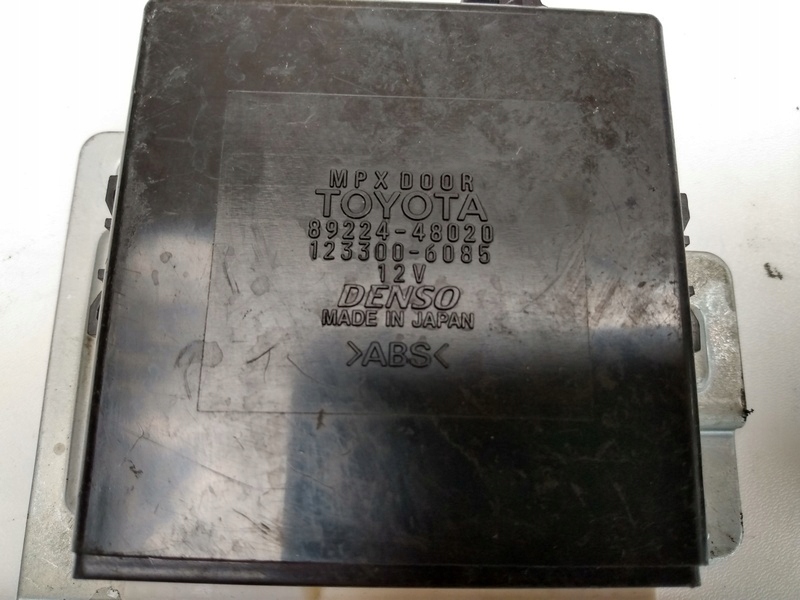 MPX DOOR
TOYOTA
89224-48020
123300-6085
12V
DENSO
MADE IN JAPAN
>ABS<